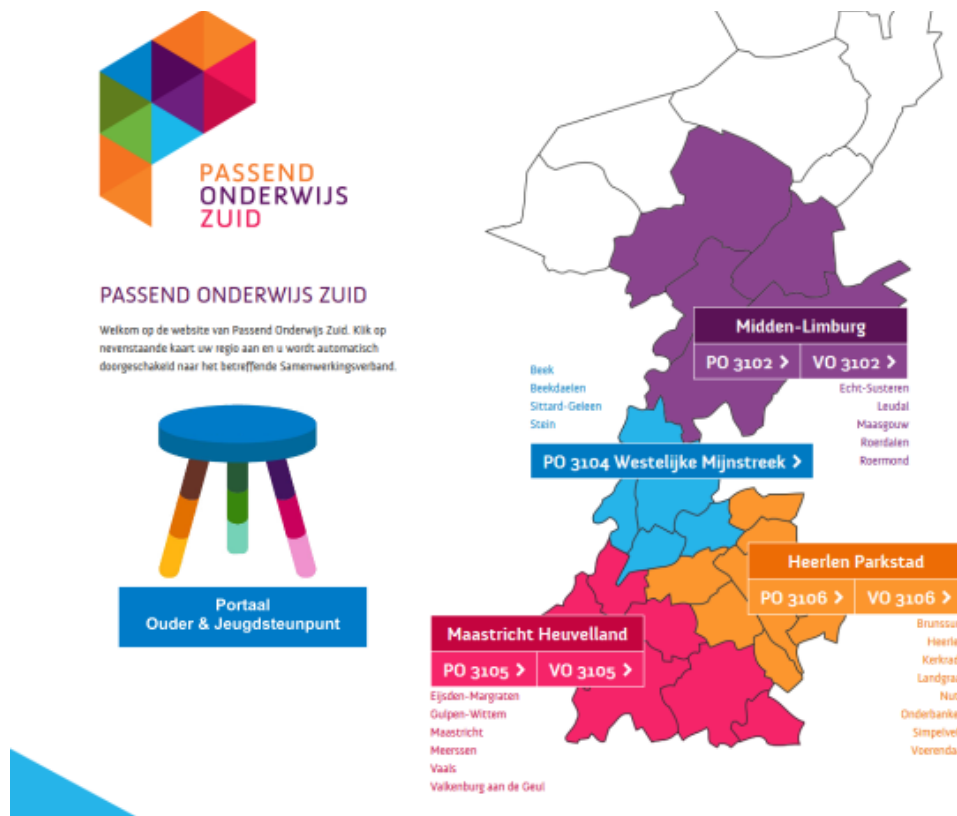 PASSEND
ONDERWIJS
ZUID
PASSEND ONDERWIJS ZUID
Welkom op de website van Passend Onderwijs Zuid. Klik op
nevenstaande kaart uw regio aan en u wordt automatisch
doorgeschakeld naar het betreffende Samenwerkingsverband.
Portaal
Ouder & Jeugdsteunpunt
Midden-Limburg
PO 3102 > VO 3102 >
Echt-Susteren
Leudal
Maasgouw
Roerdalen
Roermond
Beek
Beekdaelen
Sittard-Geleen
Stein
PO 3104 Westelijke Mijnstreek >
Heerlen Parkstad
PO 3106 > VO 3106 >
Maastricht Heuvelland
PO 3105 > VO 3105 >
Eijsden-Margraten
Gulpen-Wittem
Maastricht
Meerssen
Vaals
Valkenburg aan de Geul